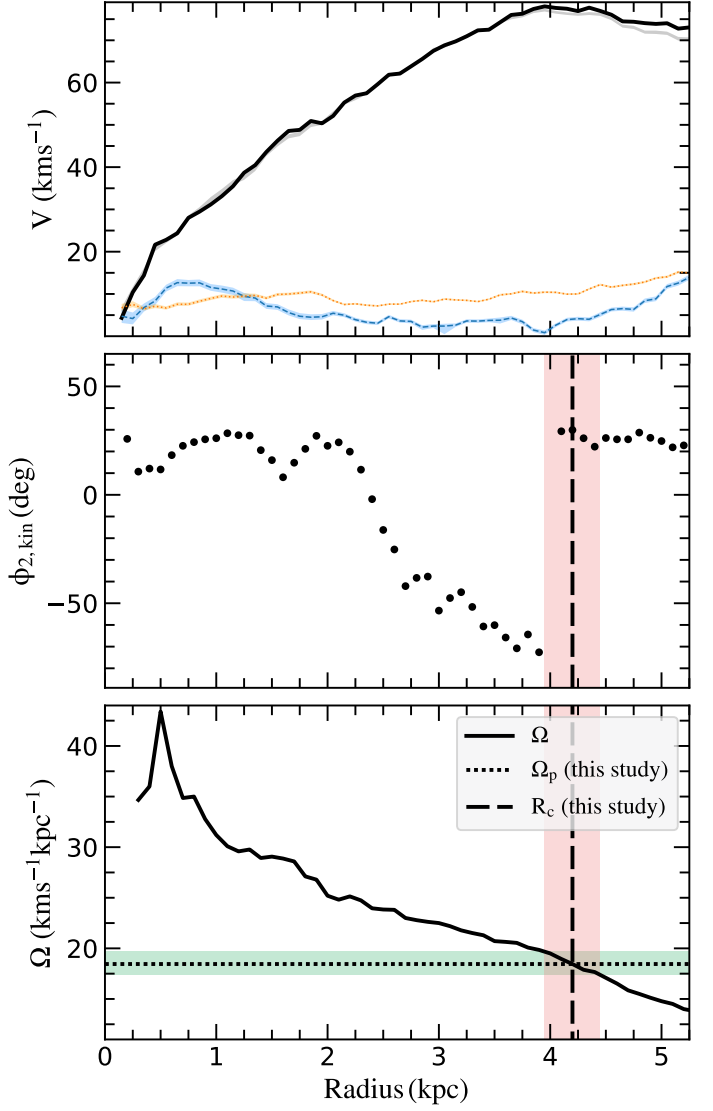 60
40
20
V (kms⁻¹)
50
0
−50
ϕ₂,kin (deg)
40
30
20
Ω (kms⁻¹kpc⁻¹)
Ω
Ωₚ (this study)
R_c (this study)
0 1 2 3 4 5
Radius (kpc)